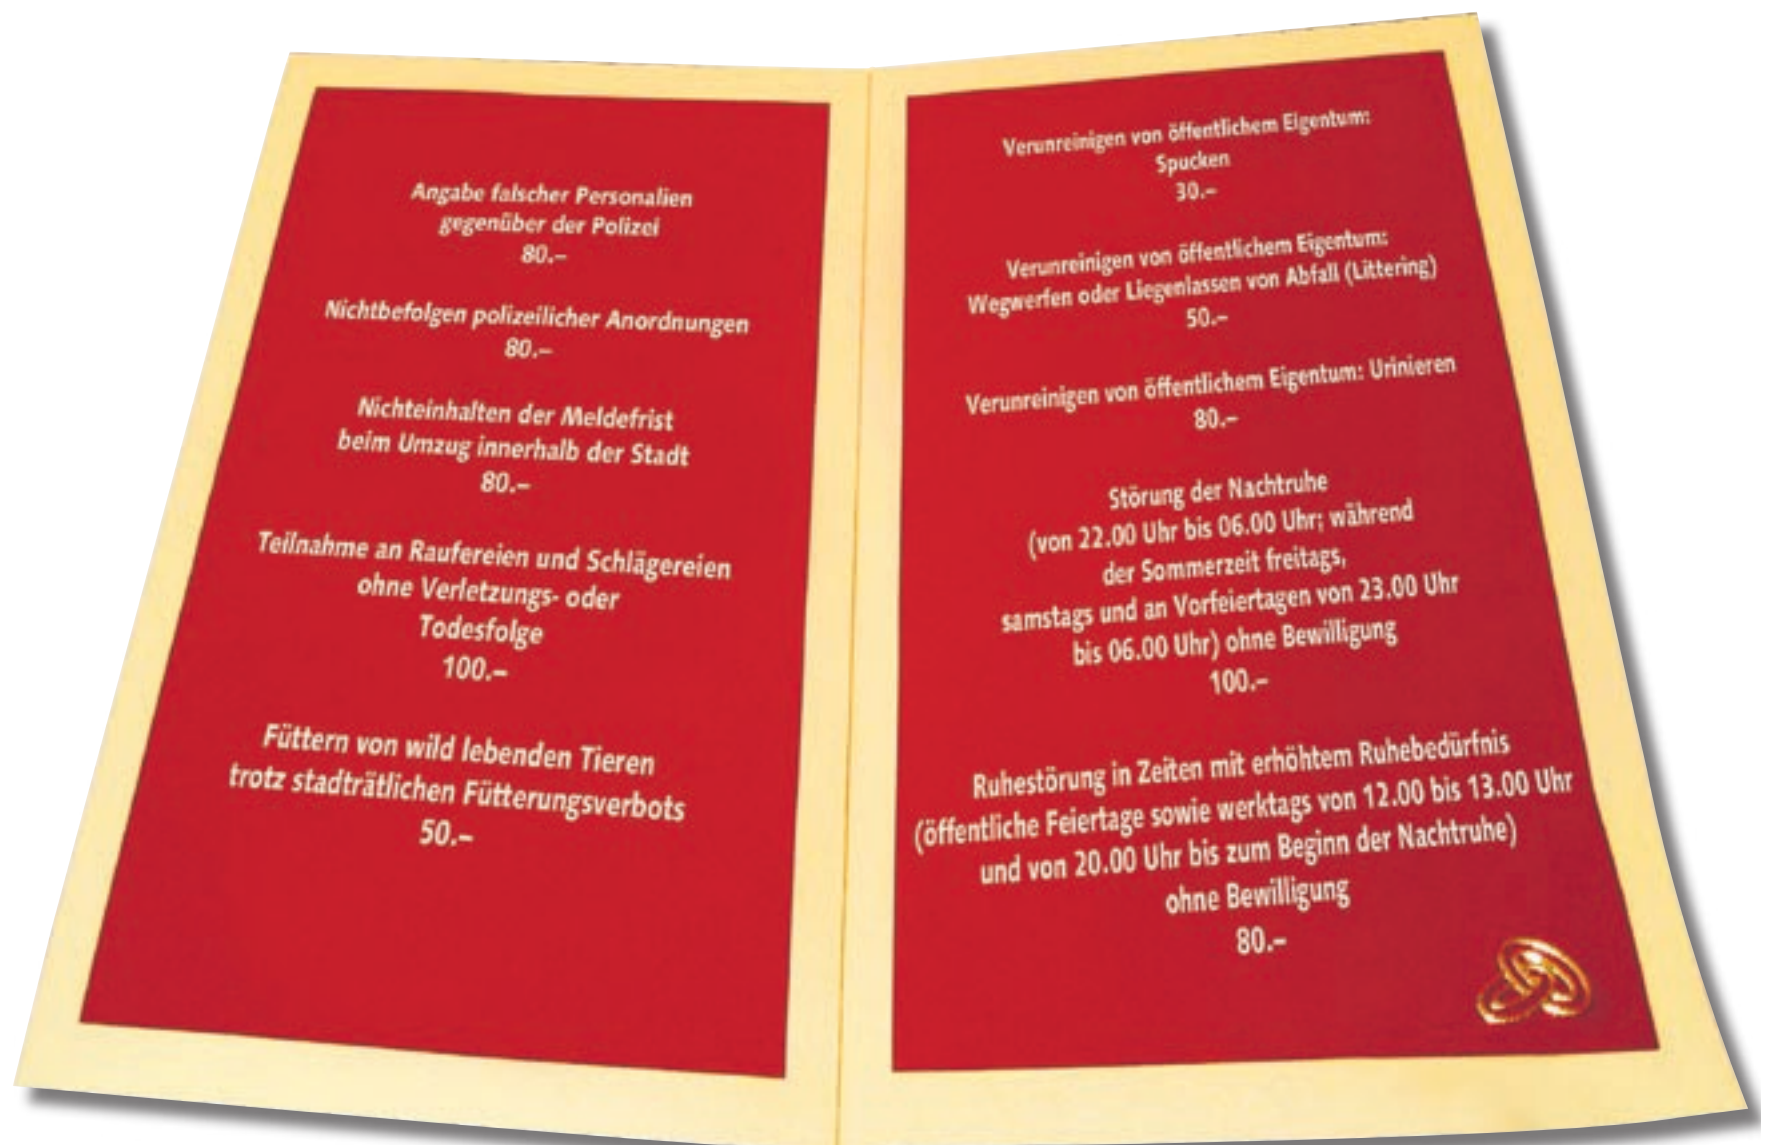 Angabe falscher Personalien
gegenüber der Polizei
80.–
Nichtbefolgen polizeilicher Anordnungen
80.–
Nichteinhalten der Meldefrist
beim Umzug innerhalb der Stadt
80.–
Teilnahme an Raufereien und Schlägereien
ohne Verletzungs- oder
Todesfolge
100.–
Füttern von wild lebenden Tieren
trotz stadträtlichen Fütterungsverbots
50.–
Verunreinigen von öffentlichem Eigentum:
Spucken
30.–
Verunreinigen von öffentlichem Eigentum:
Wegwerfen oder Liegenlassen von Abfall (Littering)
50.–
Verunreinigen von öffentlichem Eigentum: Urinieren
80.–
Störung der Nachtruhe
(von 22.00 Uhr bis 06.00 Uhr; während
der Sommerzeit freitags,
samstags und an Vorfeiertagen von 23.00 Uhr
bis 06.00 Uhr) ohne Bewilligung
100.–
Ruhestörung in Zeiten mit erhöhtem Ruhebedürfnis
(öffentliche Feiertage sowie werktags von 12.00 bis 13.00 Uhr
und von 20.00 Uhr bis zum Beginn der Nachtruhe)
ohne Bewilligung
80.–